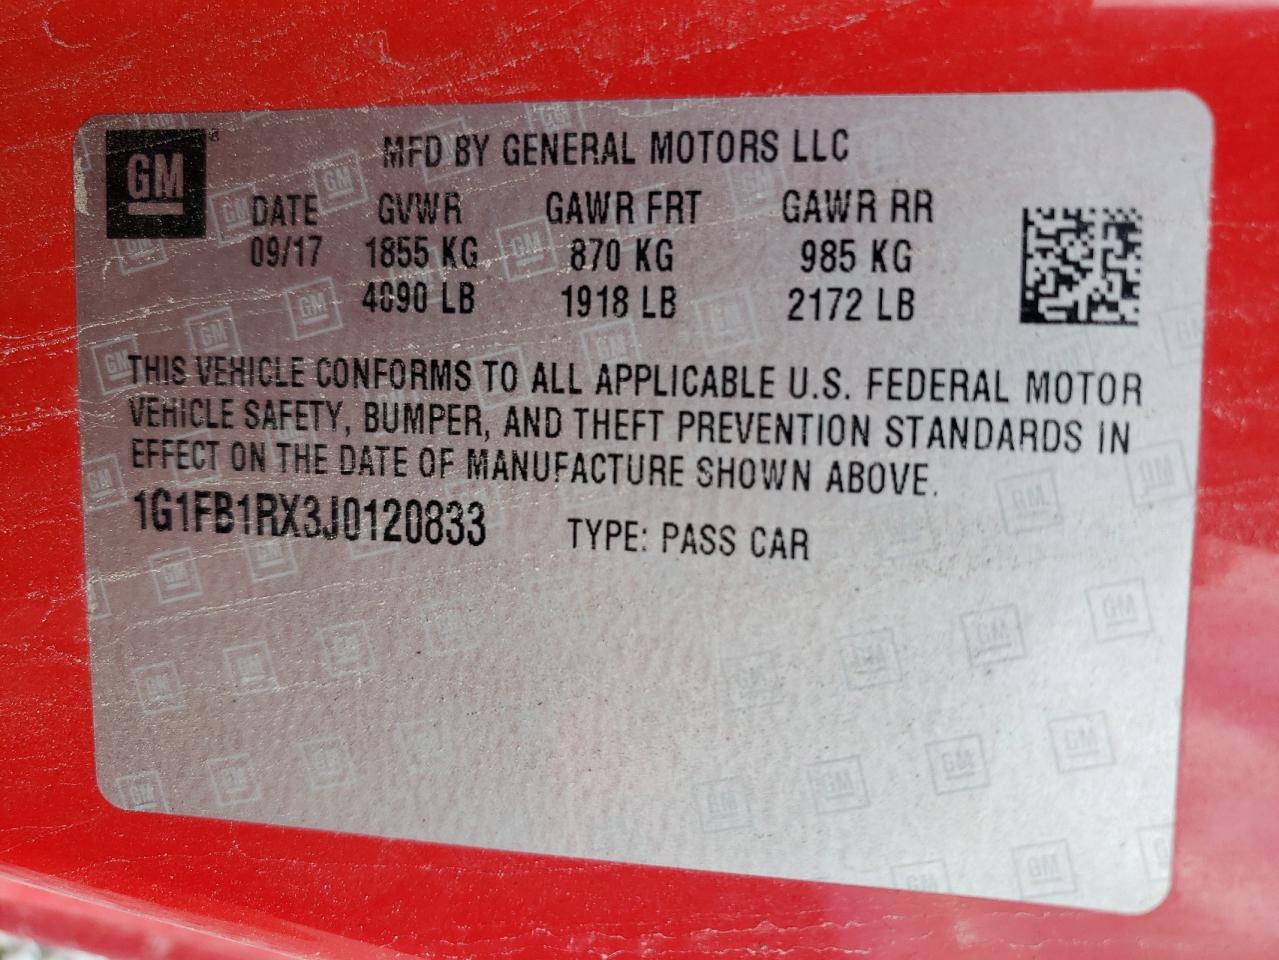 GM
MFD BY GENERAL MOTORS LLC
DATE GVWR GAWR FRT GAWR RR
09/17 1855 KG 870 KG 985 KG
4090 LB 1918 LB 2172 LB
THIS VEHICLE CONFORMS TO ALL APPLICABLE U.S. FEDERAL MOTOR
VEHICLE SAFETY, BUMPER, AND THEFT PREVENTION STANDARDS IN
EFFECT ON THE DATE OF MANUFACTURE SHOWN ABOVE.
1G1FB1RX3J0120833 TYPE: PASS CAR